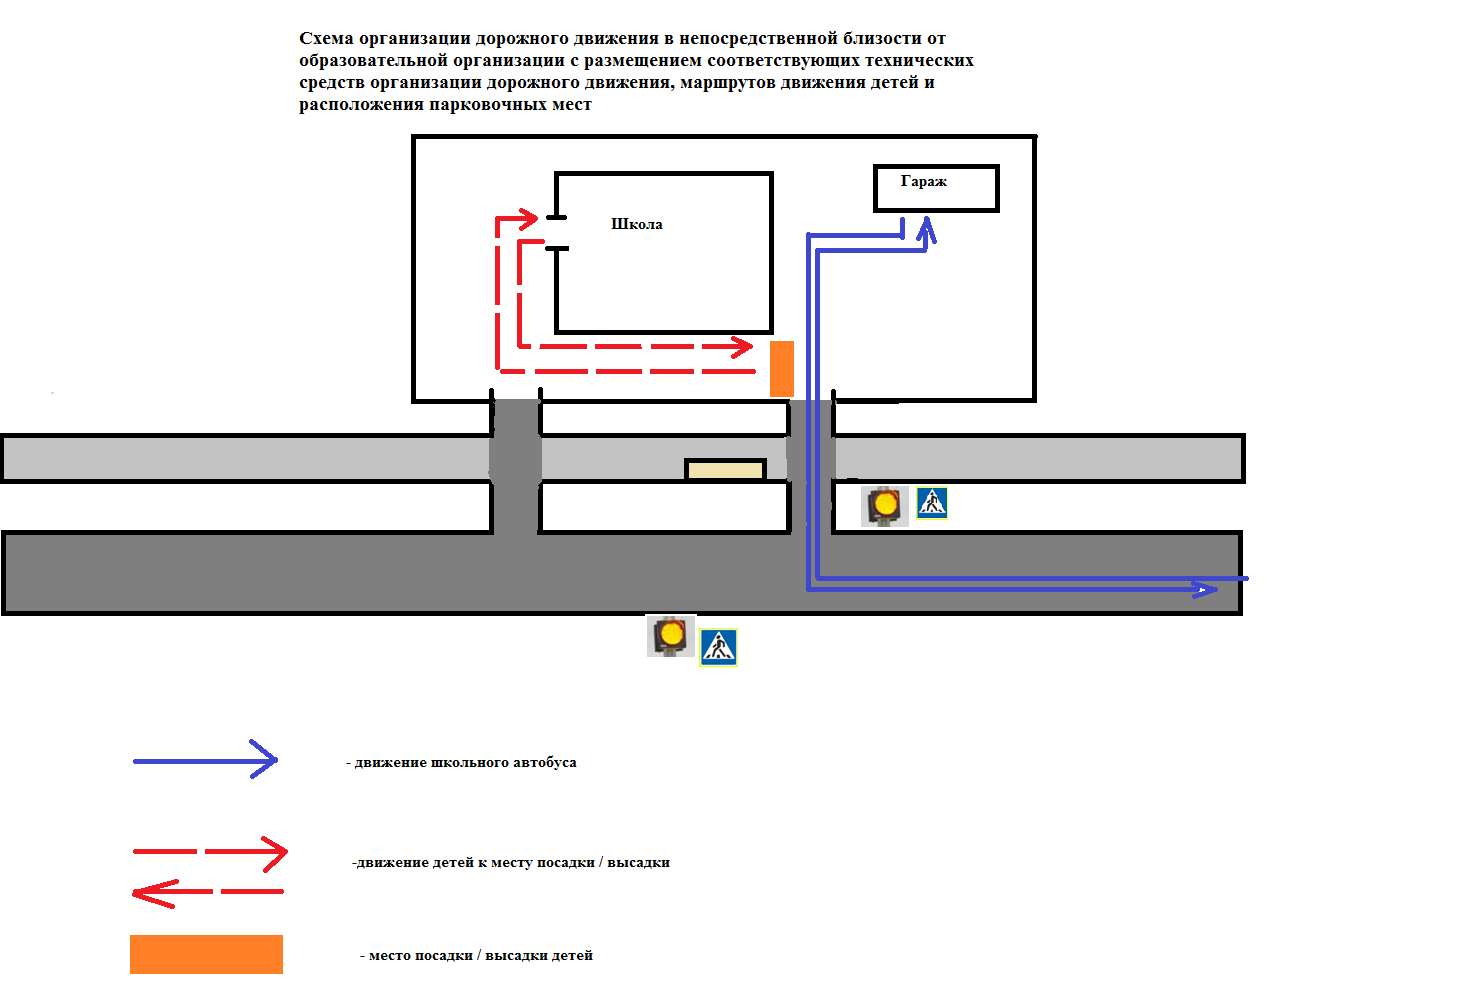 Схема организации дорожного движения в непосредственной близости от
образовательной организации с размещением соответствующих технических
средств организации дорожного движения, маршрутов движения детей и
расположения парковочных мест
Гараж
Школа
- движение школьного автобуса
-движение детей к месту посадки / высадки
- место посадки / высадки детей